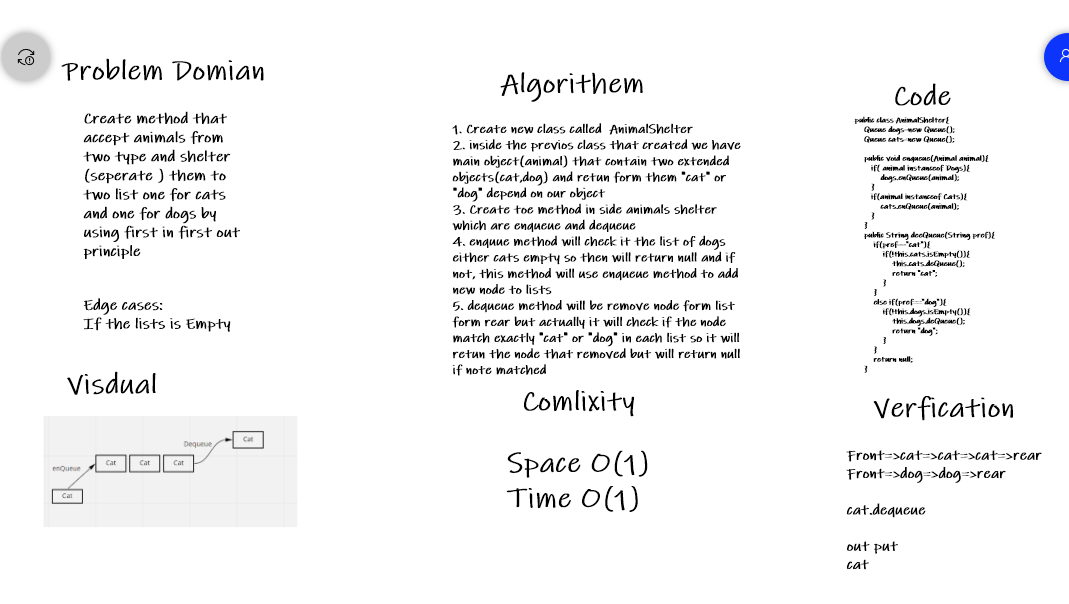 Problem Domian
Create method that
accept animals from
two type and shelter
(seperate ) them to
two list one for cats
and one for dogs by
using first in first out
principle
Edge cases:
If the lists is Empty
Visdual
enQueue
Cat
Cat
Cat
Cat
Dequeue
Cat
Algorithem
1. Create new class called  AnimalShelter
2. inside the previos class that created we have
main object(animal) that contain two extended
objects(cat,dog) and retun form them "cat" or
"dog" depend on our object
3. Create toe method in side animals shelter
which are enqueue and dequeue
4. enquue method will check it the list of dogs
either cats empty so then will return null and if
not, this method will use enqueue method to add
new node to lists
5. dequeue method will be remove node form list
form rear but actually it will check if the node
match exactly "cat" or "dog" in each list so it will
retun the node that removed but will return null
if note matched
Comlixity
Space O(1)
Time O(1)
Code
public class AnimalShelter{
Queue dogs=new Queue();
Queue cats=new Queue();
public void enqueue(Animal animal){
if( animal instanceof Dogs){
dogs.enQueue(animal);
}
if(animal instanceof Cats){
cats.enQueue(animal);
}
}
public String deeQueue(String pref){
if(pref=="cat"){
if(!this.cats.isEmpty()){
this.cats.deQueue();
return "cat";
}
}
else if(pref=="dog"){
if(!this.dogs.isEmpty()){
this.dogs.deQueue();
return "dog";
}
}
return null;
}
Verfication
Front=>cat=>cat=>cat=>rear
Front=>dog=>dog=>rear
cat.dequeue
out put
cat